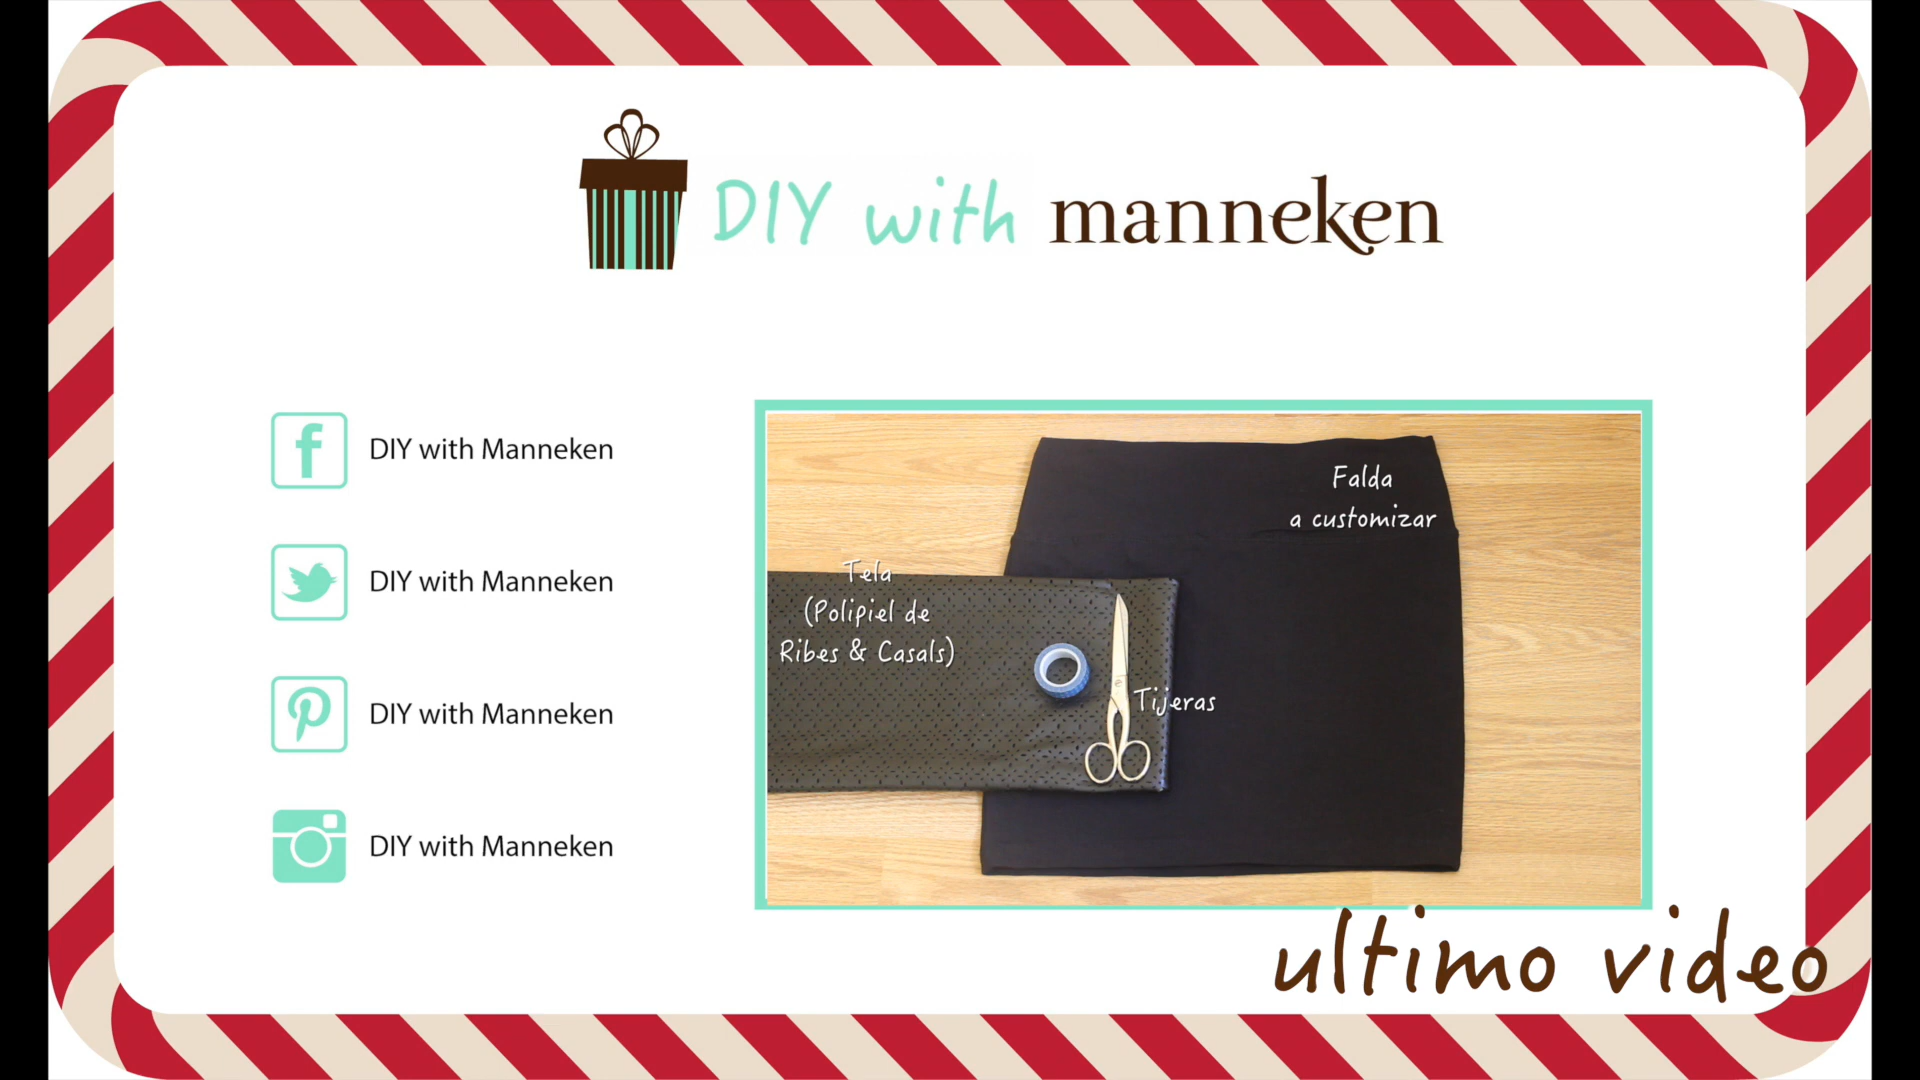 DIY with manneken
DIY with Manneken
DIY with Manneken
DIY with Manneken
DIY with Manneken
Falda
a customizar
Tela
(Polipiel de
Ribes & Casals)
Tijeras
ultimo video